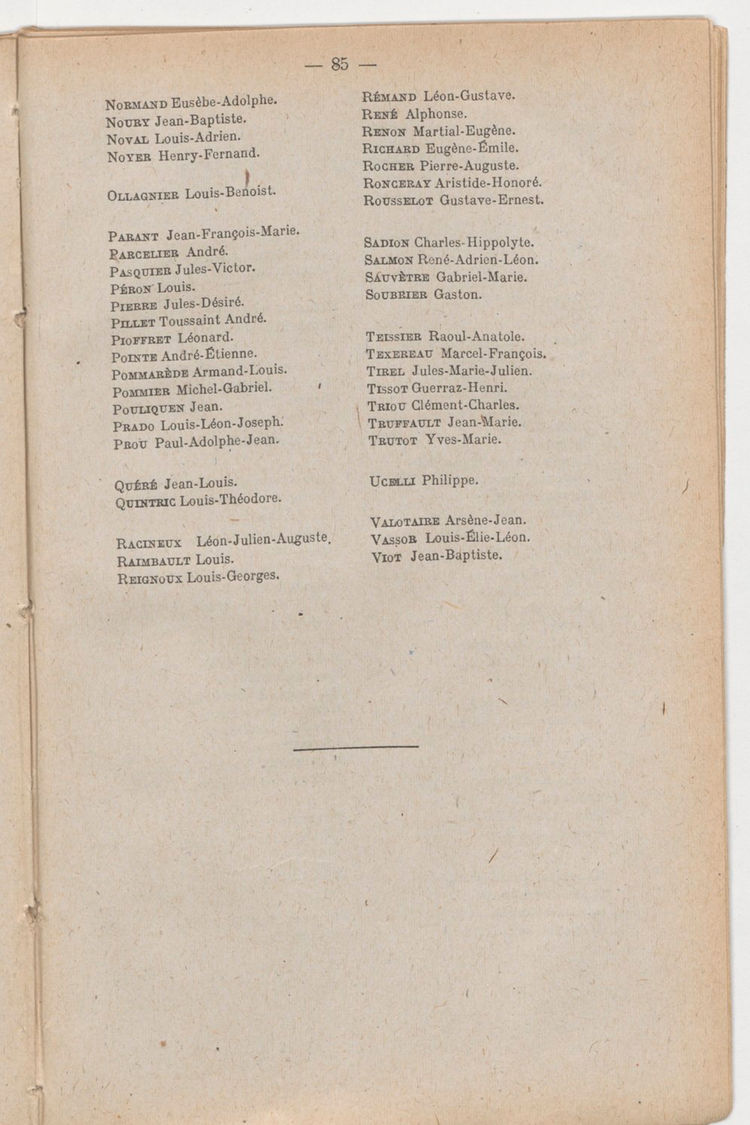 — 85 —
NORMAND Eusèbe-Adolphe.
NOURY Jean-Baptiste.
NOVAL Louis-Adrien.
NOYER Henry-Fernand.
OLLAGNIER Louis-Benoist.
PARANT Jean-François-Marie.
PARCELIER André.
PASQUIER Jules-Victor.
PÉRON Louis.
PIERRE Jules-Désiré.
PILLET Toussaint André.
PIOFFRET Léonard.
POINTE André-Étienne.
POMMARÈDE Armand-Louis.
POMMIER Michel-Gabriel.
POULIQUEN Jean.
PRADO Louis-Léon-Joseph.
PROU Paul-Adolphe-Jean.
QUÉRÉ Jean-Louis.
QUINTRIC Louis-Théodore.
RACINEUX Léon-Julien-Auguste.
RAIMBAULT Louis.
REIGNOUX Louis-Georges.
RÉMAND Léon-Gustave.
RENÉ Alphonse.
RENON Martial-Eugène.
RICHARD Eugène-Émile.
ROCHER Pierre-Auguste.
RONCERAY Aristide-Honoré.
ROUSSELOT Gustave-Ernest.
SADION Charles-Hippolyte.
SALMON René-Adrien-Léon.
SAUVÈTRE Gabriel-Marie.
SOUBRIER Gaston.
TEISSIER Raoul-Anatole.
TEXEREAU Marcel-François.
TIREL Jules-Marie-Julien.
TISSOT Guerraz-Henri.
TRIOU Clément-Charles.
TRUFFAULT Jean-Marie.
TRUTOT Yves-Marie.
UCELLI Philippe.
VALOTAIRE Arsène-Jean.
VASSOR Louis-Élie-Léon.
VIOT Jean-Baptiste.